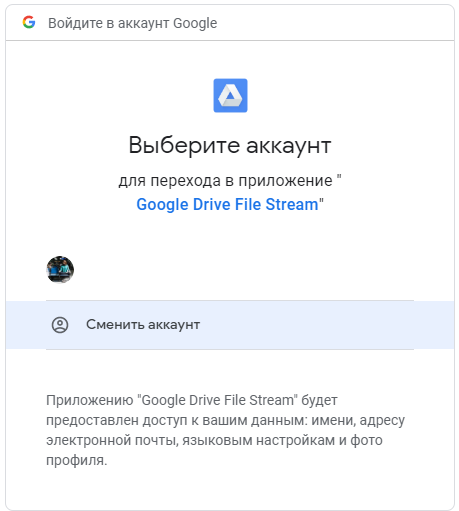 Войдите в аккаунт Google
Выберите аккаунт
для перехода в приложение "
Google Drive File Stream"
Сменить аккаунт
Приложению "Google Drive File Stream" будет
предоставлен доступ к вашим данным: имени, адресу
электронной почты, языковым настройкам и фото
профиля.